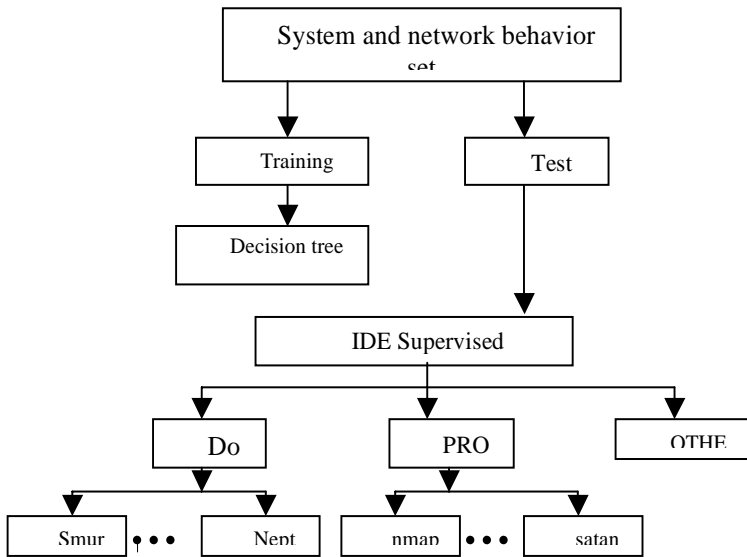 System and network behavior
set
Training
Test
Decision tree
IDE Supervised
Do
PRO
OTHE
Smur
Nept
nmap
satan